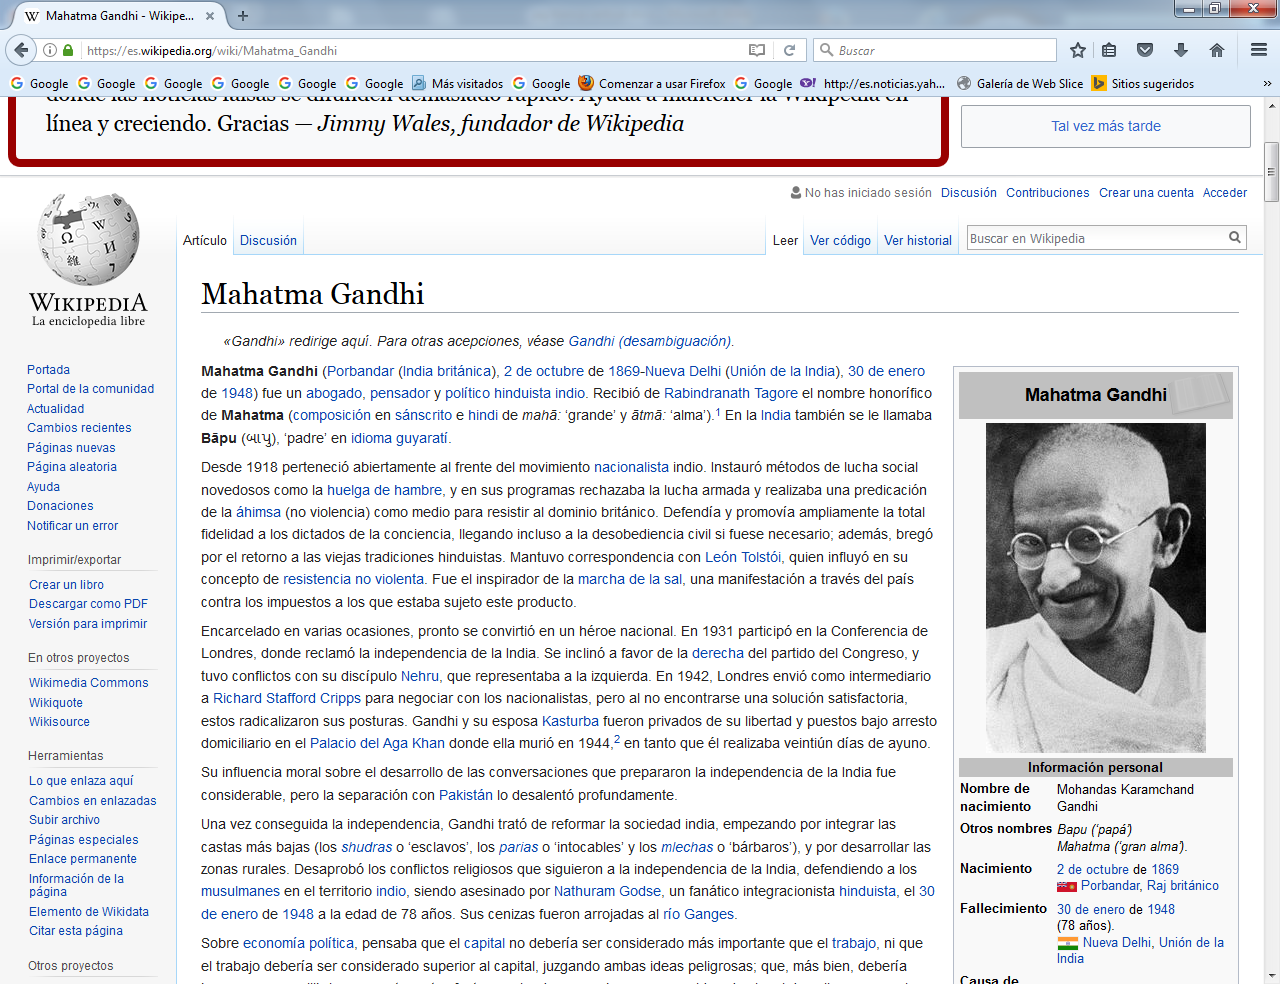 Mahatma Gandhi - Wikipe...
https://es.wikipedia.org/wiki/Mahatma_Gandhi
Buscar
Google
Google
Google
Google
Google
Google
Más visitados
Google
Comenzar a usar Firefox
Google
http://es.noticias.yah...
Galería de Web Slice
Sitios sugeridos
línea y creciendo. Gracias — Jimmy Wales, fundador de Wikipedia
Tal vez más tarde
No has iniciado sesión Discusión Contribuciones Crear una cuenta Acceder
WIKIPEDIA
La enciclopedia libre
Artículo Discusión
Leer Ver código Ver historial
Buscar en Wikipedia
Portada
Portal de la comunidad
Actualidad
Cambios recientes
Páginas nuevas
Página aleatoria
Ayuda
Donaciones
Notificar un error
Imprimir/exportar
Crear un libro
Descargar como PDF
Versión para imprimir
En otros proyectos
Wikimedia Commons
Wikiquote
Wikisource
Herramientas
Lo que enlaza aquí
Cambios en enlazadas
Subir archivo
Páginas especiales
Enlace permanente
Información de la
página
Elemento de Wikidata
Citar esta página
Otros proyectos
Mahatma Gandhi
«Gandhi» redirige aquí. Para otras acepciones, véase Gandhi (desambiguación).
Mahatma Gandhi (Porbandar (India británica), 2 de octubre de 1869-Nueva Delhi (Unión de la India), 30 de enero
de 1948) fue un abogado, pensador y político hinduista indio. Recibió de Rabindranath Tagore el nombre honorífico
de Mahatma (composición en sánscrito e hindi de mahā: ‘grande’ y ātmā: ‘alma’).1 En la India también se le llamaba
Bāpu (બાપુ), ‘padre’ en idioma guyaratí.
Desde 1918 perteneció abiertamente al frente del movimiento nacionalista indio. Instauró métodos de lucha social
novedosos como la huelga de hambre, y en sus programas rechazaba la lucha armada y realizaba una predicación
de la áhimsa (no violencia) como medio para resistir al dominio británico. Defendía y promovía ampliamente la total
fidelidad a los dictados de la conciencia, llegando incluso a la desobediencia civil si fuese necesario; además, bregó
por el retorno a las viejas tradiciones hinduistas. Mantuvo correspondencia con León Tolstói, quien influyó en su
concepto de resistencia no violenta. Fue el inspirador de la marcha de la sal, una manifestación a través del país
contra los impuestos a los que estaba sujeto este producto.
Encarcelado en varias ocasiones, pronto se convirtió en un héroe nacional. En 1931 participó en la Conferencia de
Londres, donde reclamó la independencia de la India. Se inclinó a favor de la derecha del partido del Congreso, y
tuvo conflictos con su discípulo Nehru, que representaba a la izquierda. En 1942, Londres envió como intermediario
a Richard Stafford Cripps para negociar con los nacionalistas, pero al no encontrarse una solución satisfactoria,
estos radicalizaron sus posturas. Gandhi y su esposa Kasturba fueron privados de su libertad y puestos bajo arresto
domiciliario en el Palacio del Aga Khan donde ella murió en 1944,2 en tanto que él realizaba veintiún días de ayuno.
Su influencia moral sobre el desarrollo de las conversaciones que prepararon la independencia de la India fue
considerable, pero la separación con Pakistán lo desalentó profundamente.
Una vez conseguida la independencia, Gandhi trató de reformar la sociedad india, empezando por integrar las
castas más bajas (los shudras o ‘esclavos’, los parias o ‘intocables’ y los mlechas o ‘bárbaros’), y por desarrollar las
zonas rurales. Desaprobó los conflictos religiosos que siguieron a la independencia de la India, defendiendo a los
musulmanes en el territorio indio, siendo asesinado por Nathuram Godse, un fanático integracionista hinduista, el 30
de enero de 1948 a la edad de 78 años. Sus cenizas fueron arrojadas al río Ganges.
Sobre economía política, pensaba que el capital no debería ser considerado más importante que el trabajo, ni que
el trabajo debería ser considerado superior al capital, juzgando ambas ideas peligrosas; que, más bien, debería
Mahatma Gandhi
Información personal
Nombre de nacimiento Mohandas Karamchand Gandhi
Otros nombres Bapu (‘papá’)
Mahatma (‘gran alma’).
Nacimiento 2 de octubre de 1869
Porbandar, Raj británico
Fallecimiento 30 de enero de 1948
(78 años).
Nueva Delhi, Unión de la
India
Causa de